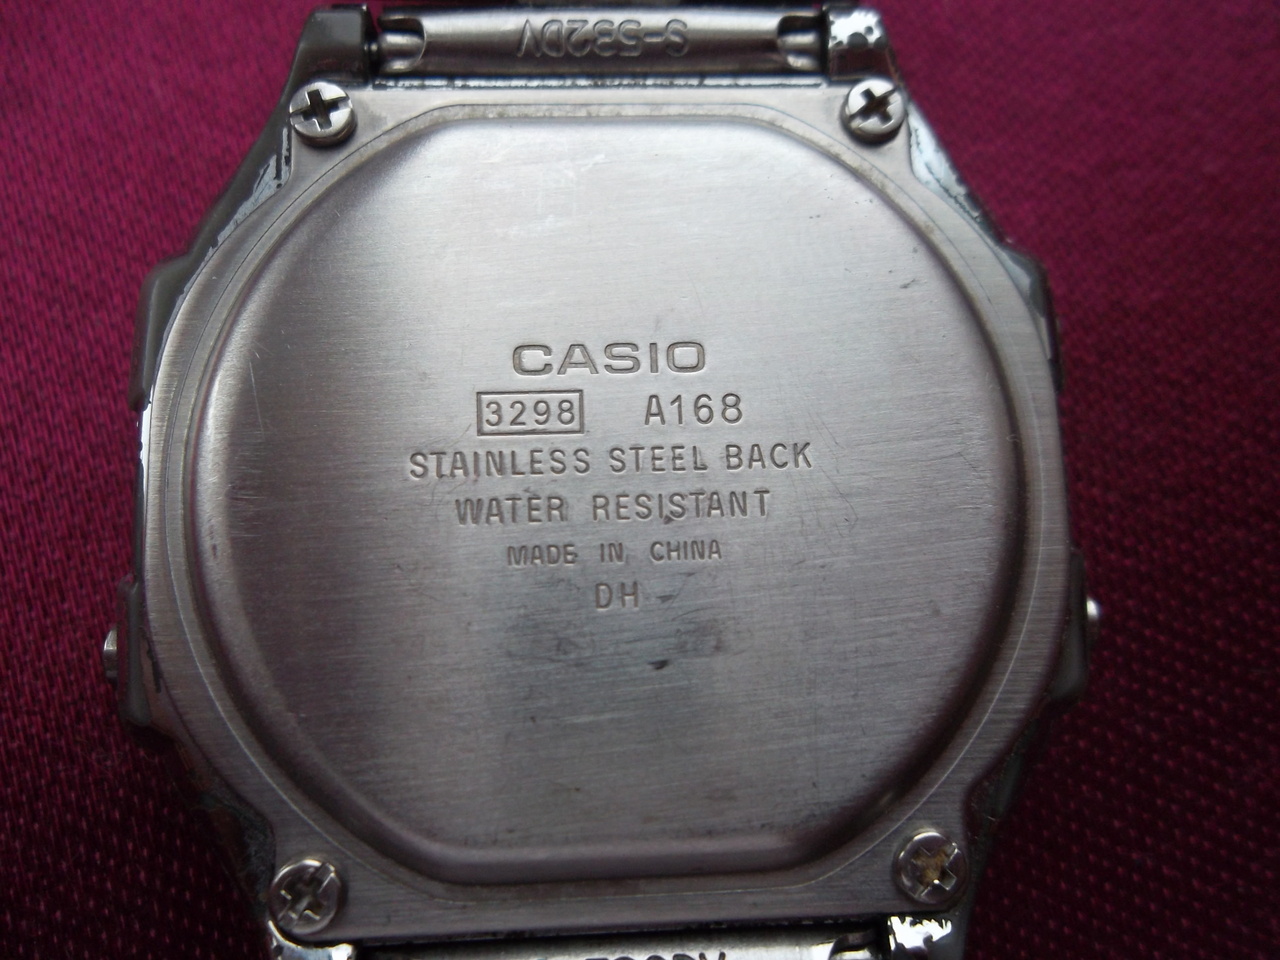 S-532DV
CASIO
3298 A168
STAINLESS STEEL BACK
WATER RESISTANT
MADE IN CHINA
DH